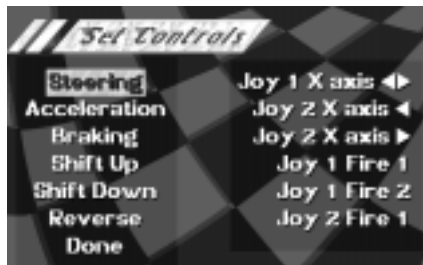 Set Controls
Steering Joy 1 X axis ◀▶
Acceleration Joy 2 X axis ◀
Braking Joy 2 X axis ▶
Shift Up Joy 1 Fire 1
Shift Down Joy 1 Fire 2
Reverse Joy 2 Fire 1
Done